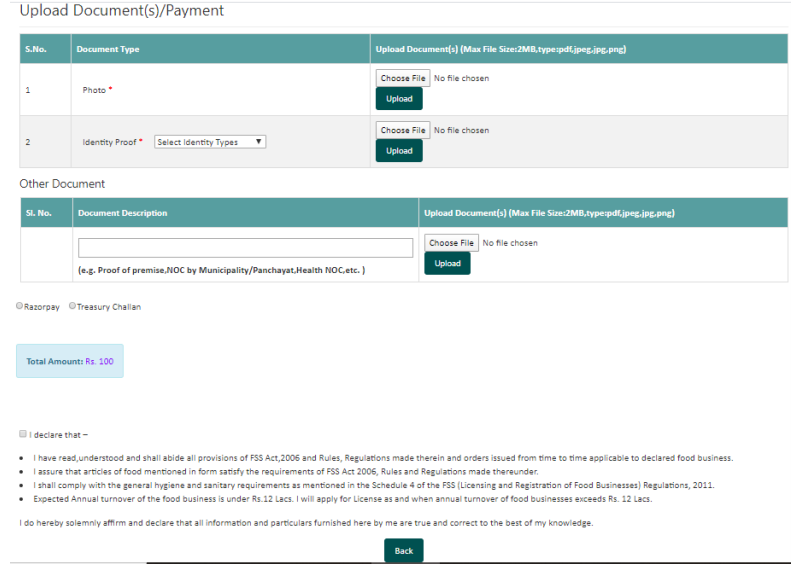 Upload Document(s)/Payment
S.No. Document Type Upload Document(s) (Max File Size:2MB,type:pdf,jpeg,jpg,png)
1 Photo * Choose File No file chosen
Upload
2 Identity Proof * Select Identity Types Choose File No file chosen
Upload
Other Document
Sl. No. Document Description Upload Document(s) (Max File Size:2MB,type:pdf,jpeg,jpg,png)
Choose File No file chosen
Upload
(e.g. Proof of premise,NOC by Municipality/Panchayat,Health NOC,etc. )
Razorpay Treasury Challan
Total Amount: Rs. 100
I declare that –
• I have read,understood and shall abide all provisions of FSS Act,2006 and Rules, Regulations made therein and orders issued from time to time applicable to declared food business.
• I assure that articles of food mentioned in form satisfy the requirements of FSS Act 2006, Rules and Regulations made thereunder.
• I shall comply with the general hygiene and sanitary requirements as mentioned in the Schedule 4 of the FSS (Licensing and Registration of Food Businesses) Regulations, 2011.
• Expected Annual turnover of the food business is under Rs.12 Lacs. I will apply for License as and when annual turnover of food businesses exceeds Rs. 12 Lacs.
I do hereby solemnly affirm and declare that all information and particulars furnished here by me are true and correct to the best of my knowledge.
Back